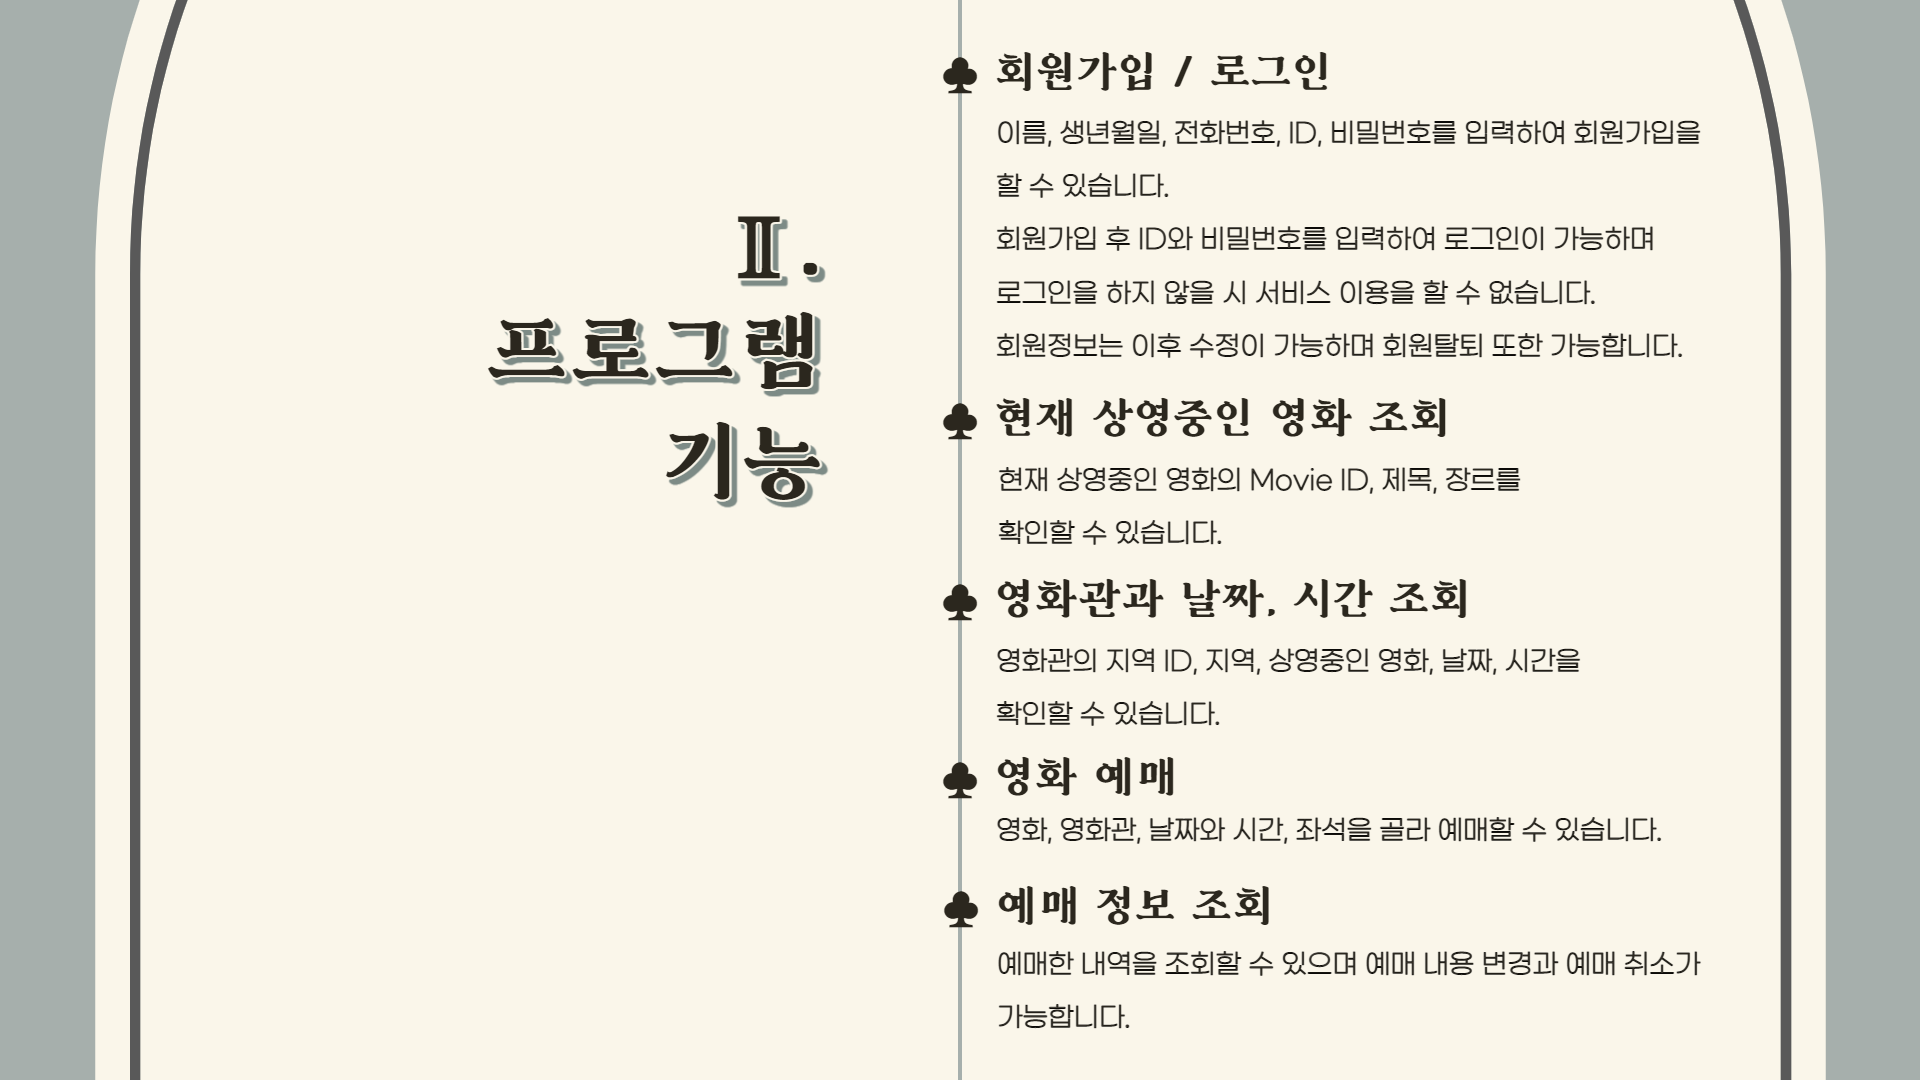 Ⅱ.
프로그램
기능
회원가입 / 로그인
이름, 생년월일, 전화번호, ID, 비밀번호를 입력하여 회원가입을
할 수 있습니다.
회원가입 후 ID와 비밀번호를 입력하여 로그인이 가능하며
로그인을 하지 않을 시 서비스 이용을 할 수 없습니다.
회원정보는 이후 수정이 가능하며 회원탈퇴 또한 가능합니다.
현재 상영중인 영화 조회
현재 상영중인 영화의 Movie ID, 제목, 장르를
확인할 수 있습니다.
영화관과 날짜, 시간 조회
영화관의 지역 ID, 지역, 상영중인 영화, 날짜, 시간을
확인할 수 있습니다.
영화 예매
영화, 영화관, 날짜와 시간, 좌석을 골라 예매할 수 있습니다.
예매 정보 조회
예매한 내역을 조회할 수 있으며 예매 내용 변경과 예매 취소가
가능합니다.